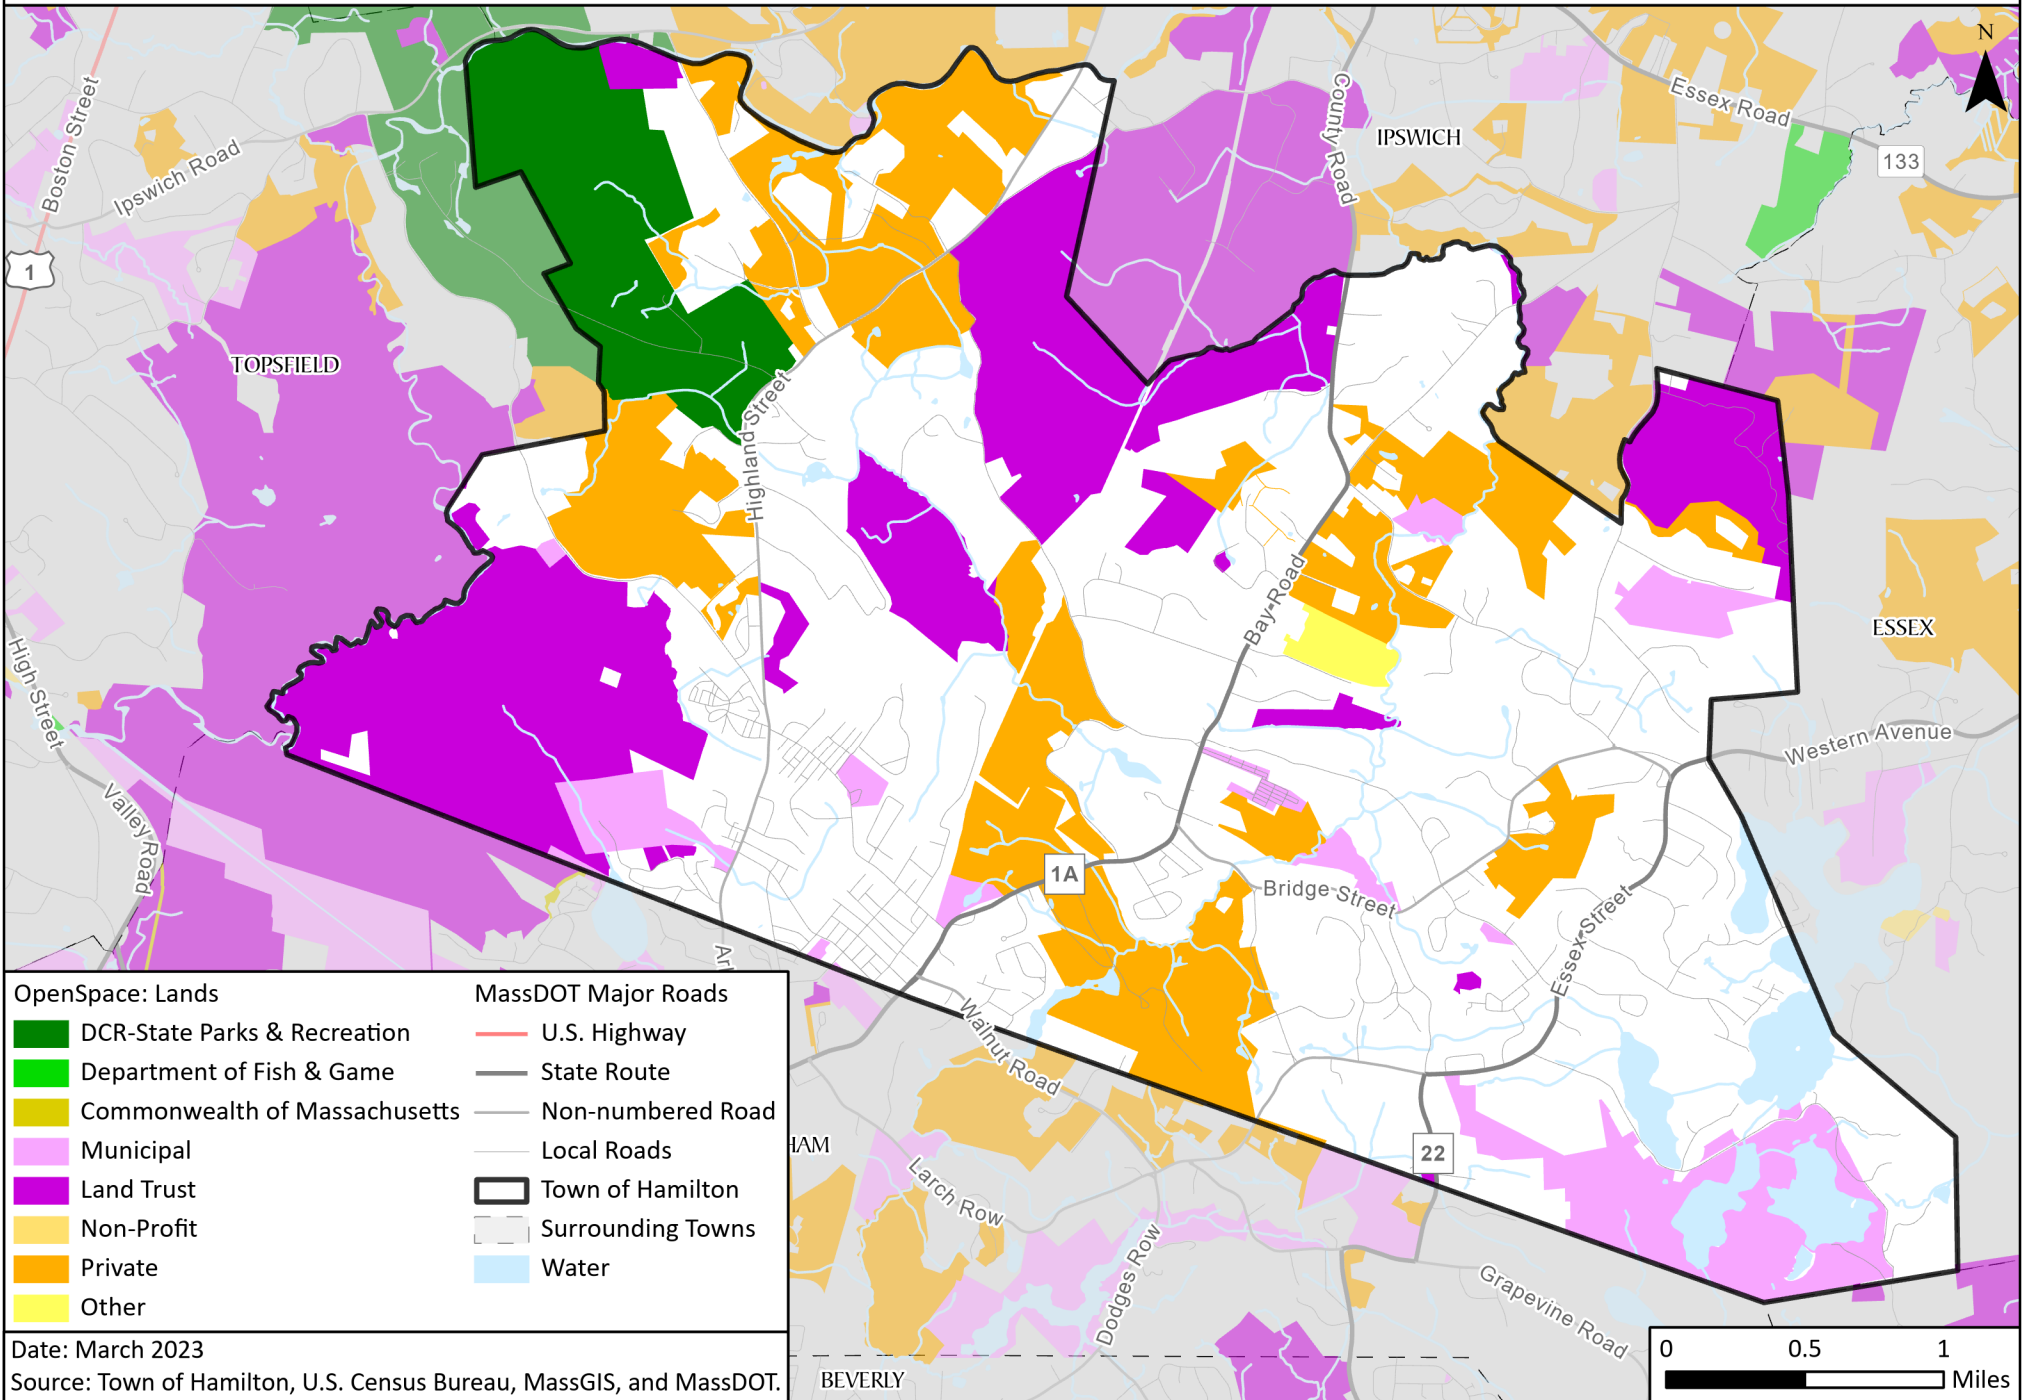 N
Boston Street
Ipswich Road
County Road
IPSWICH
Essex Road
133
1
TOPSFIELD
Highland Street
Bay Road
ESSEX
High Street
Valley Road
Western Avenue
1A
Bridge Street
Essex Street
Arl
Walnut Road
22
HAM
Larch Row
Dodges Row
Grapevine Road
BEVERLY
OpenSpace: Lands
DCR-State Parks & Recreation
Department of Fish & Game
Commonwealth of Massachusetts
Municipal
Land Trust
Non-Profit
Private
Other
MassDOT Major Roads
U.S. Highway
State Route
Non-numbered Road
Local Roads
Town of Hamilton
Surrounding Towns
Water
Date: March 2023
Source: Town of Hamilton, U.S. Census Bureau, MassGIS, and MassDOT.
0 0.5 1
Miles